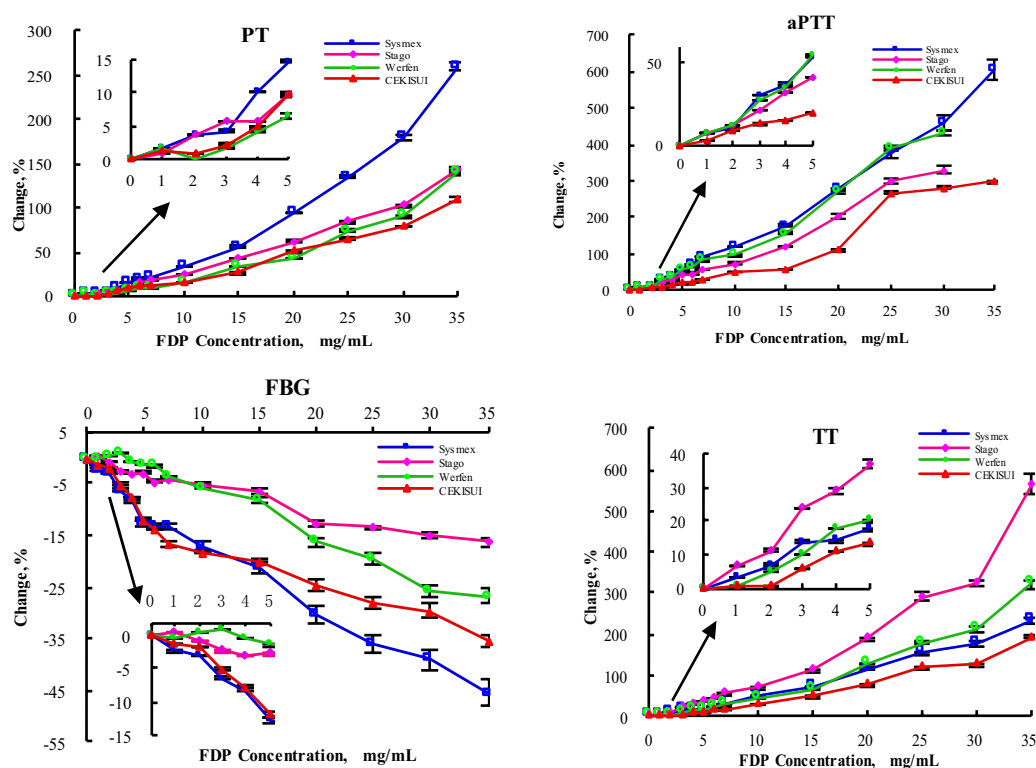 PT
Change, %
300
250
200
150
100
50
0
Sysmex
Stago
Werfen
CEKISUI
15
10
5
0
0 1 2 3 4 5
0 5 10 15 20 25 30 35
FDP Concentration, mg/mL
aPTT
Change, %
700
600
500
400
300
200
100
0
Sysmex
Stago
Werfen
CEKISUI
50
0
0 1 2 3 4 5
0 5 10 15 20 25 30 35
FDP Concentration, mg/mL
FBG
0 5 10 15 20 25 30 35
Change, %
5
-5
-15
-25
-35
-45
-55
Sysmex
Stago
Werfen
CEKISUI
0 1 2 3 4 5
0
-5
-10
-15
FDP Concentration, mg/mL
TT
Change, %
700
600
500
400
300
200
100
0
Sysmex
Stago
Werfen
CEKISUI
40
30
20
10
0
0 1 2 3 4 5
0 5 10 15 20 25 30 35
FDP Concentration, mg/mL